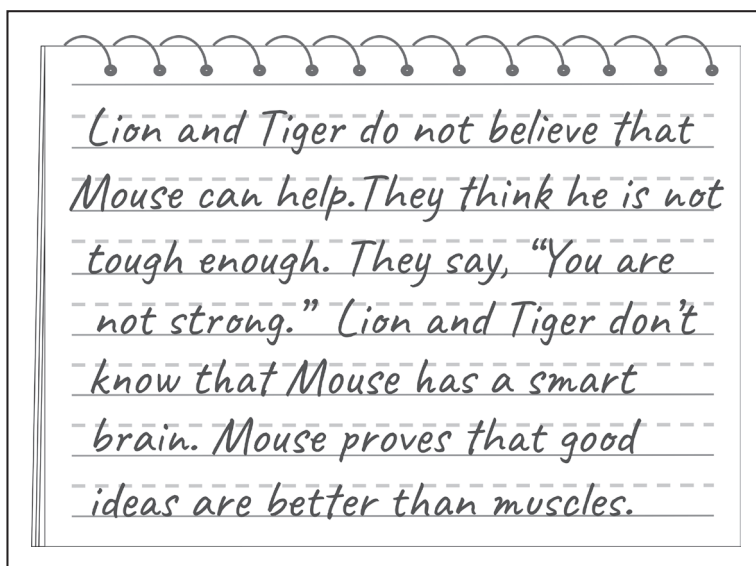 Lion and Tiger do not believe that
Mouse can help. They think he is not
tough enough. They say, “You are
not strong.” Lion and Tiger don’t
know that Mouse has a smart
brain. Mouse proves that good
ideas are better than muscles.